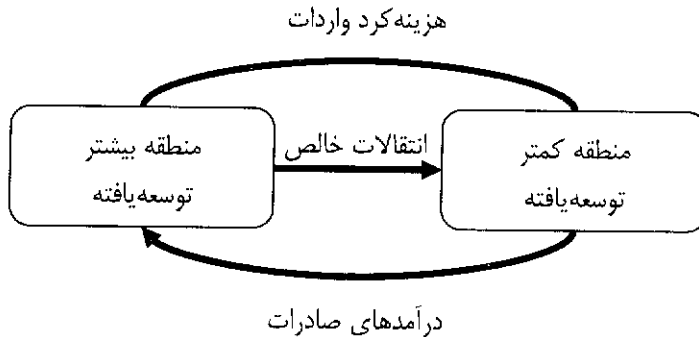 هزینه‌کرد واردات
منطقه کمتر
توسعه‌یافته
انتقالات خالص
منطقه بیشتر
توسعه‌یافته
درآمدهای صادرات